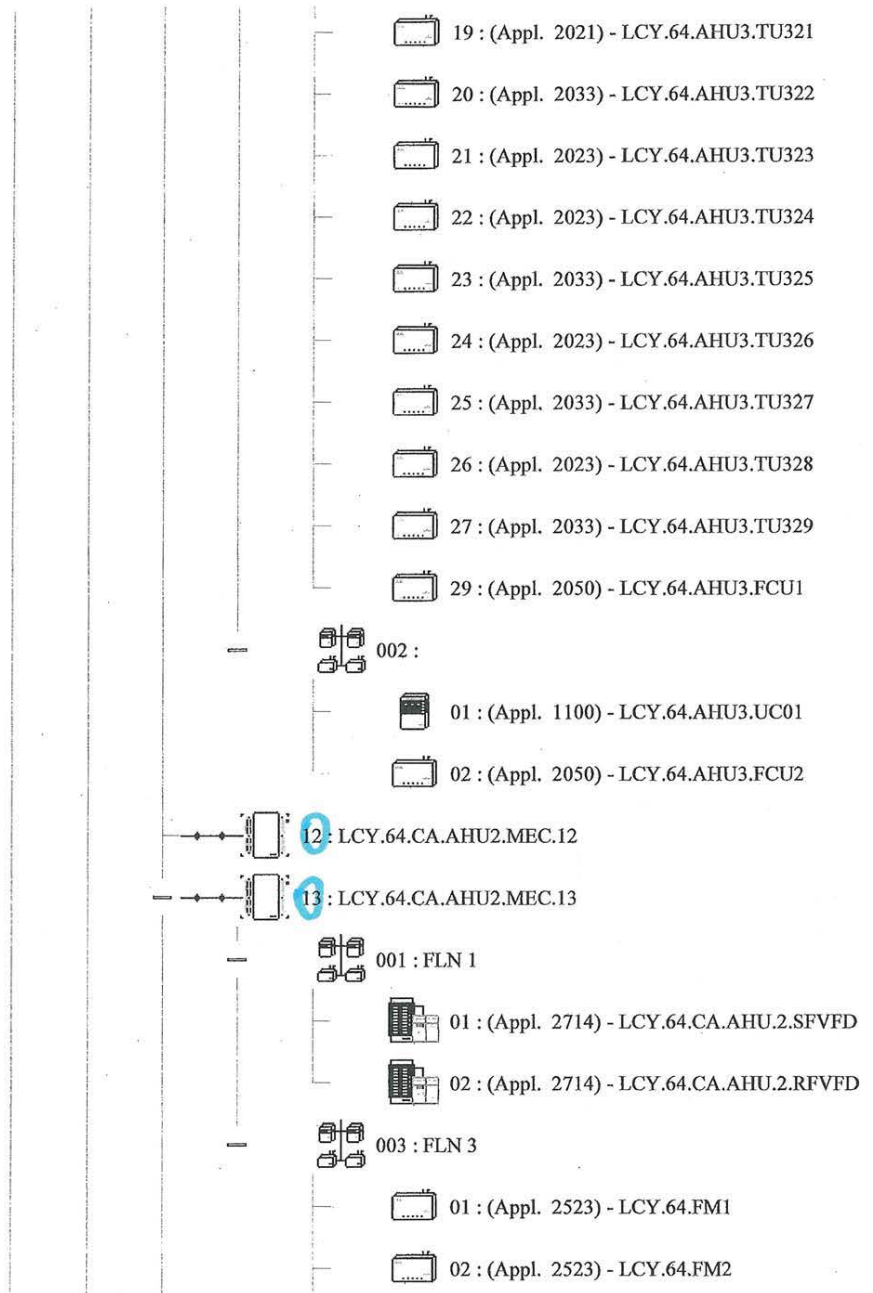 19 : (Appl. 2021) - LCY.64.AHU3.TU321
20 : (Appl. 2033) - LCY.64.AHU3.TU322
21 : (Appl. 2023) - LCY.64.AHU3.TU323
22 : (Appl. 2023) - LCY.64.AHU3.TU324
23 : (Appl. 2033) - LCY.64.AHU3.TU325
24 : (Appl. 2023) - LCY.64.AHU3.TU326
25 : (Appl. 2033) - LCY.64.AHU3.TU327
26 : (Appl. 2023) - LCY.64.AHU3.TU328
27 : (Appl. 2033) - LCY.64.AHU3.TU329
29 : (Appl. 2050) - LCY.64.AHU3.FCU1
002 :
01 : (Appl. 1100) - LCY.64.AHU3.UC01
02 : (Appl. 2050) - LCY.64.AHU3.FCU2
12 : LCY.64.CA.AHU2.MEC.12
13 : LCY.64.CA.AHU2.MEC.13
001 : FLN 1
01 : (Appl. 2714) - LCY.64.CA.AHU.2.SFVFD
02 : (Appl. 2714) - LCY.64.CA.AHU.2.RFVFD
003 : FLN 3
01 : (Appl. 2523) - LCY.64.FM1
02 : (Appl. 2523) - LCY.64.FM2